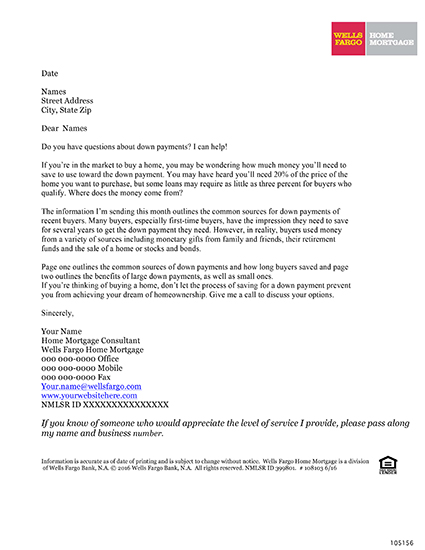 WELLS
FARGO
HOME
MORTGAGE
Date
Names
Street Address
City, State Zip
Dear Names
Do you have questions about down payments? I can help!
If you're in the market to buy a home, you may be wondering how much money you'll need to
save to use toward the down payment. You may have heard you'll need 20% of the price of the
home you want to purchase, but some loans may require as little as three percent for buyers who
qualify. Where does the money come from?
The information I'm sending this month outlines the common sources for down payments of
recent buyers. Many buyers, especially first-time buyers, have the impression they need to save
for several years to get the down payment they need. However, in reality, buyers used money
from a variety of sources including monetary gifts from family and friends, their retirement
funds and the sale of a home or stocks and bonds.
Page one outlines the common sources of down payments and how long buyers saved and page
two outlines the benefits of large down payments, as well as small ones.
If you're thinking of buying a home, don't let the process of saving for a down payment prevent
you from achieving your dream of homeownership. Give me a call to discuss your options.
Sincerely,
Your Name
Home Mortgage Consultant
Wells Fargo Home Mortgage
000 000-0000 Office
000 000-0000 Mobile
000 000-0000 Fax
Your.name@wellsfargo.com
www.yourwebsitehere.com
NMLSR ID XXXXXXXXXXXXXXX
If you know of someone who would appreciate the level of service I provide, please pass along
my name and business number.
Information is accurate as of date of printing and is subject to change without notice. Wells Fargo Home Mortgage is a division
of Wells Fargo Bank, N.A. © 2016 Wells Fargo Bank, N.A. All rights reserved. NMLSR ID 399801. # 108103 6/16
EQUAL HOUSING
LENDER
105156